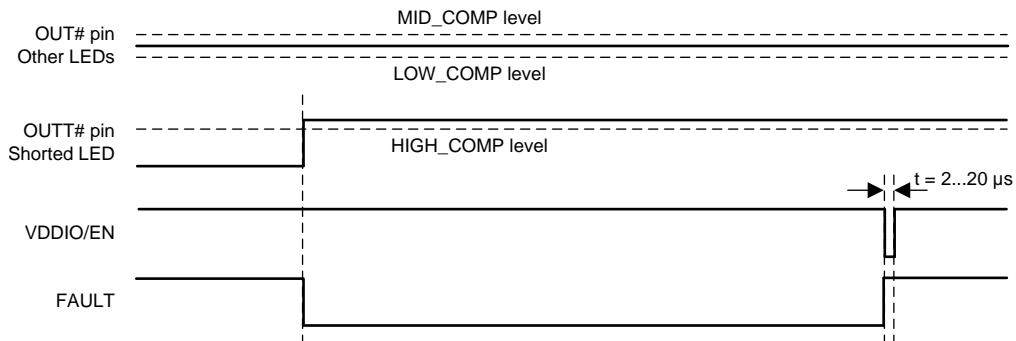 MID_COMP level
OUT# pin
Other LEDs
LOW_COMP level
OUTT# pin
Shorted LED
HIGH_COMP level
t = 2...20 µs
VDDIO/EN
FAULT